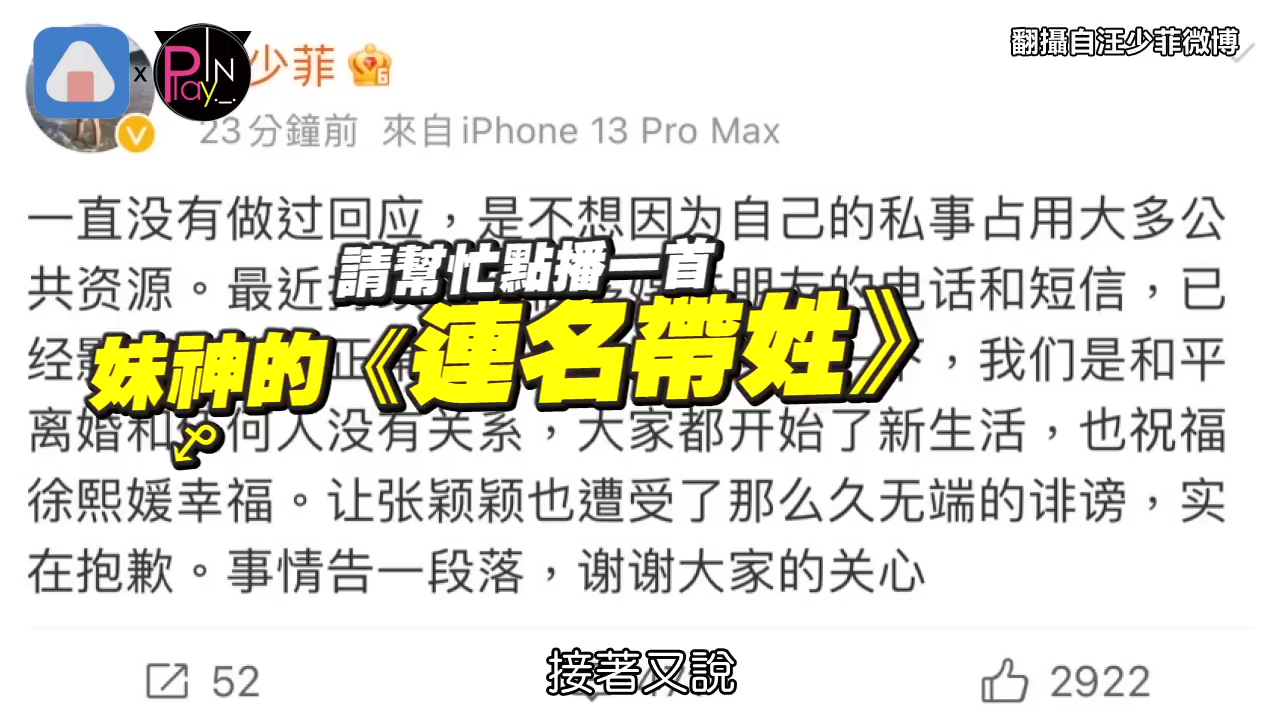 翻攝自汪少菲微博
Play IN
x
少菲
23分鐘前 來自iPhone 13 Pro Max
一直没有做过回应，是不想因为自己的私事占用大多公
共资源。最近 朋友的电话和短信，已
请幫忙點播一首
妹神的《連名帶姓》
经 正 ，我们是和平
离婚和 何人没有关系，大家都开始了新生活，也祝福
徐熙媛幸福。让张颖颖也遭受了那么久无端的诽谤，实
在抱歉。事情告一段落，谢谢大家的关心
52
接著又說
2922